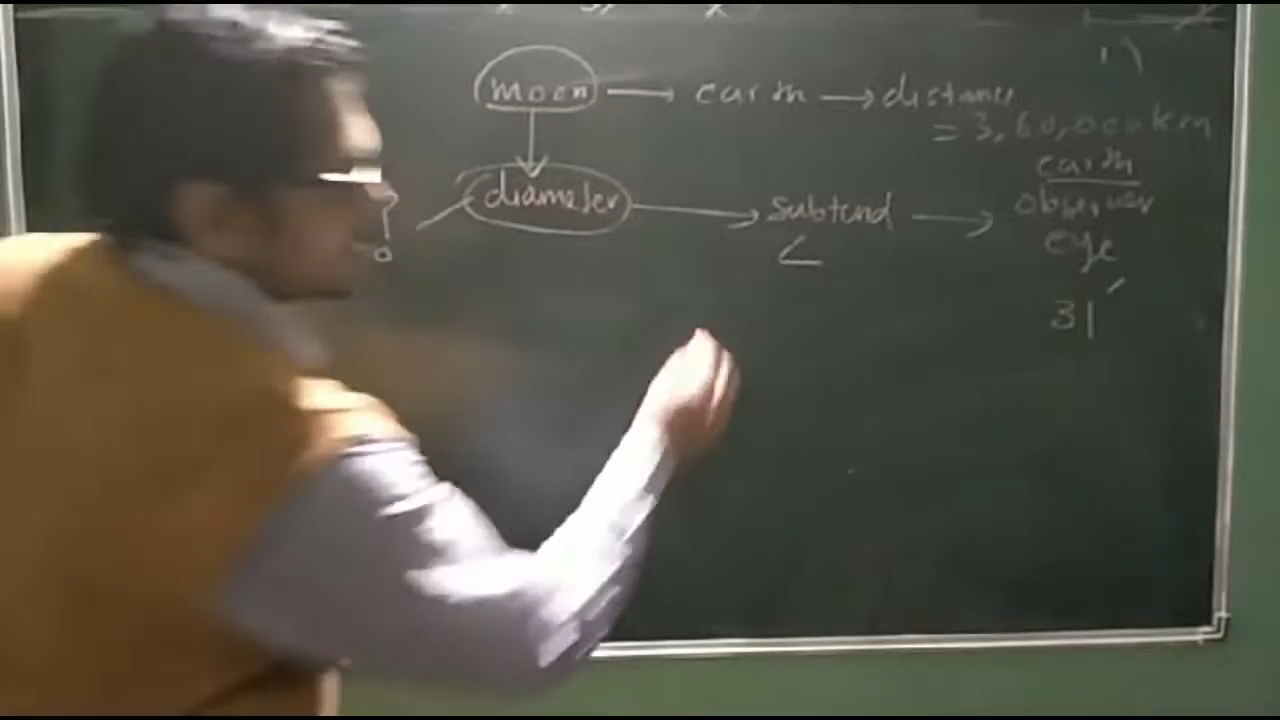 moon → earth → distance
= 3,60,000 km
earth
? diameter → subtend → observer
∠ eye
31′